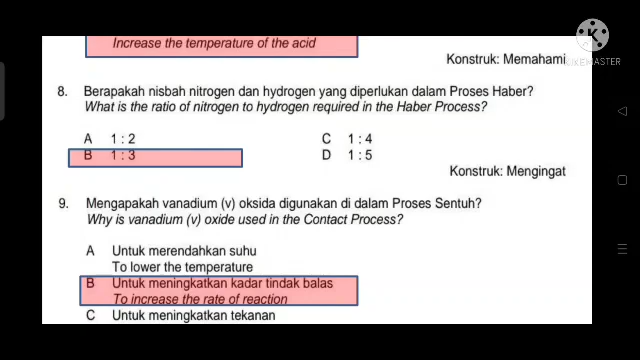 Increase the temperature of the acid
Konstruk: Memahami
KINEMASTER
8. Berapakah nisbah nitrogen dan hydrogen yang diperlukan dalam Proses Haber?
What is the ratio of nitrogen to hydrogen required in the Haber Process?
A 1 : 2 C 1 : 4
B 1 : 3 D 1 : 5
Konstruk: Mengingat
9. Mengapakah vanadium (v) oksida digunakan di dalam Proses Sentuh?
Why is vanadium (v) oxide used in the Contact Process?
A Untuk merendahkan suhu
To lower the temperature
B Untuk meningkatkan kadar tindak balas
To increase the rate of reaction
C Untuk meningkatkan tekanan